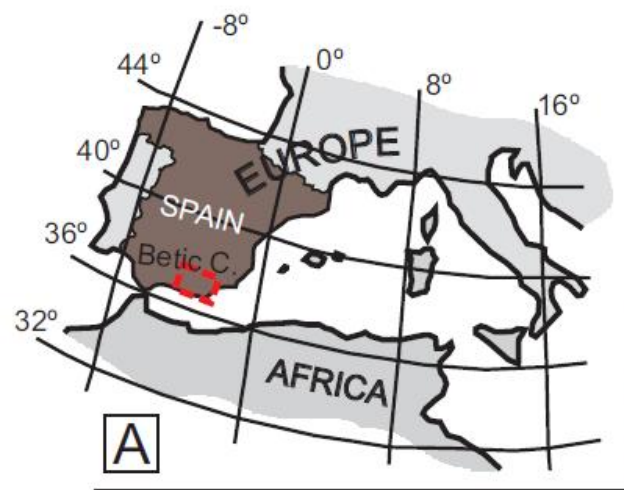 -8º
0º
44º
8º
16º
EUROPE
40º
SPAIN
36º
Betic C.
32º
AFRICA
A